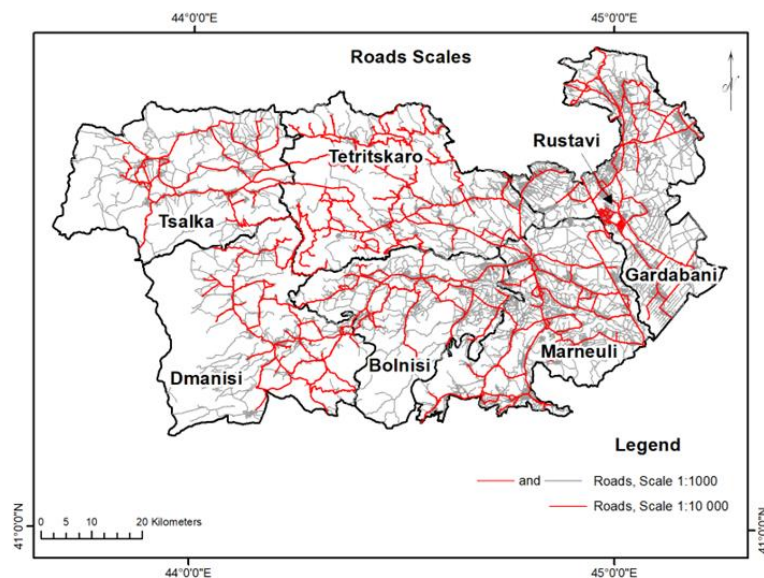 44°0'0"E
45°0'0"E
Roads Scales
Rustavi
Tetritskaro
Tsalka
Gardabani
Marneuli
Bolnisi
Dmanisi
Legend
and
Roads, Scale 1:1000
Roads, Scale 1:10 000
0 5 10 20 Kilometers
41°0'0"N
41°0'0"N
44°0'0"E
45°0'0"E